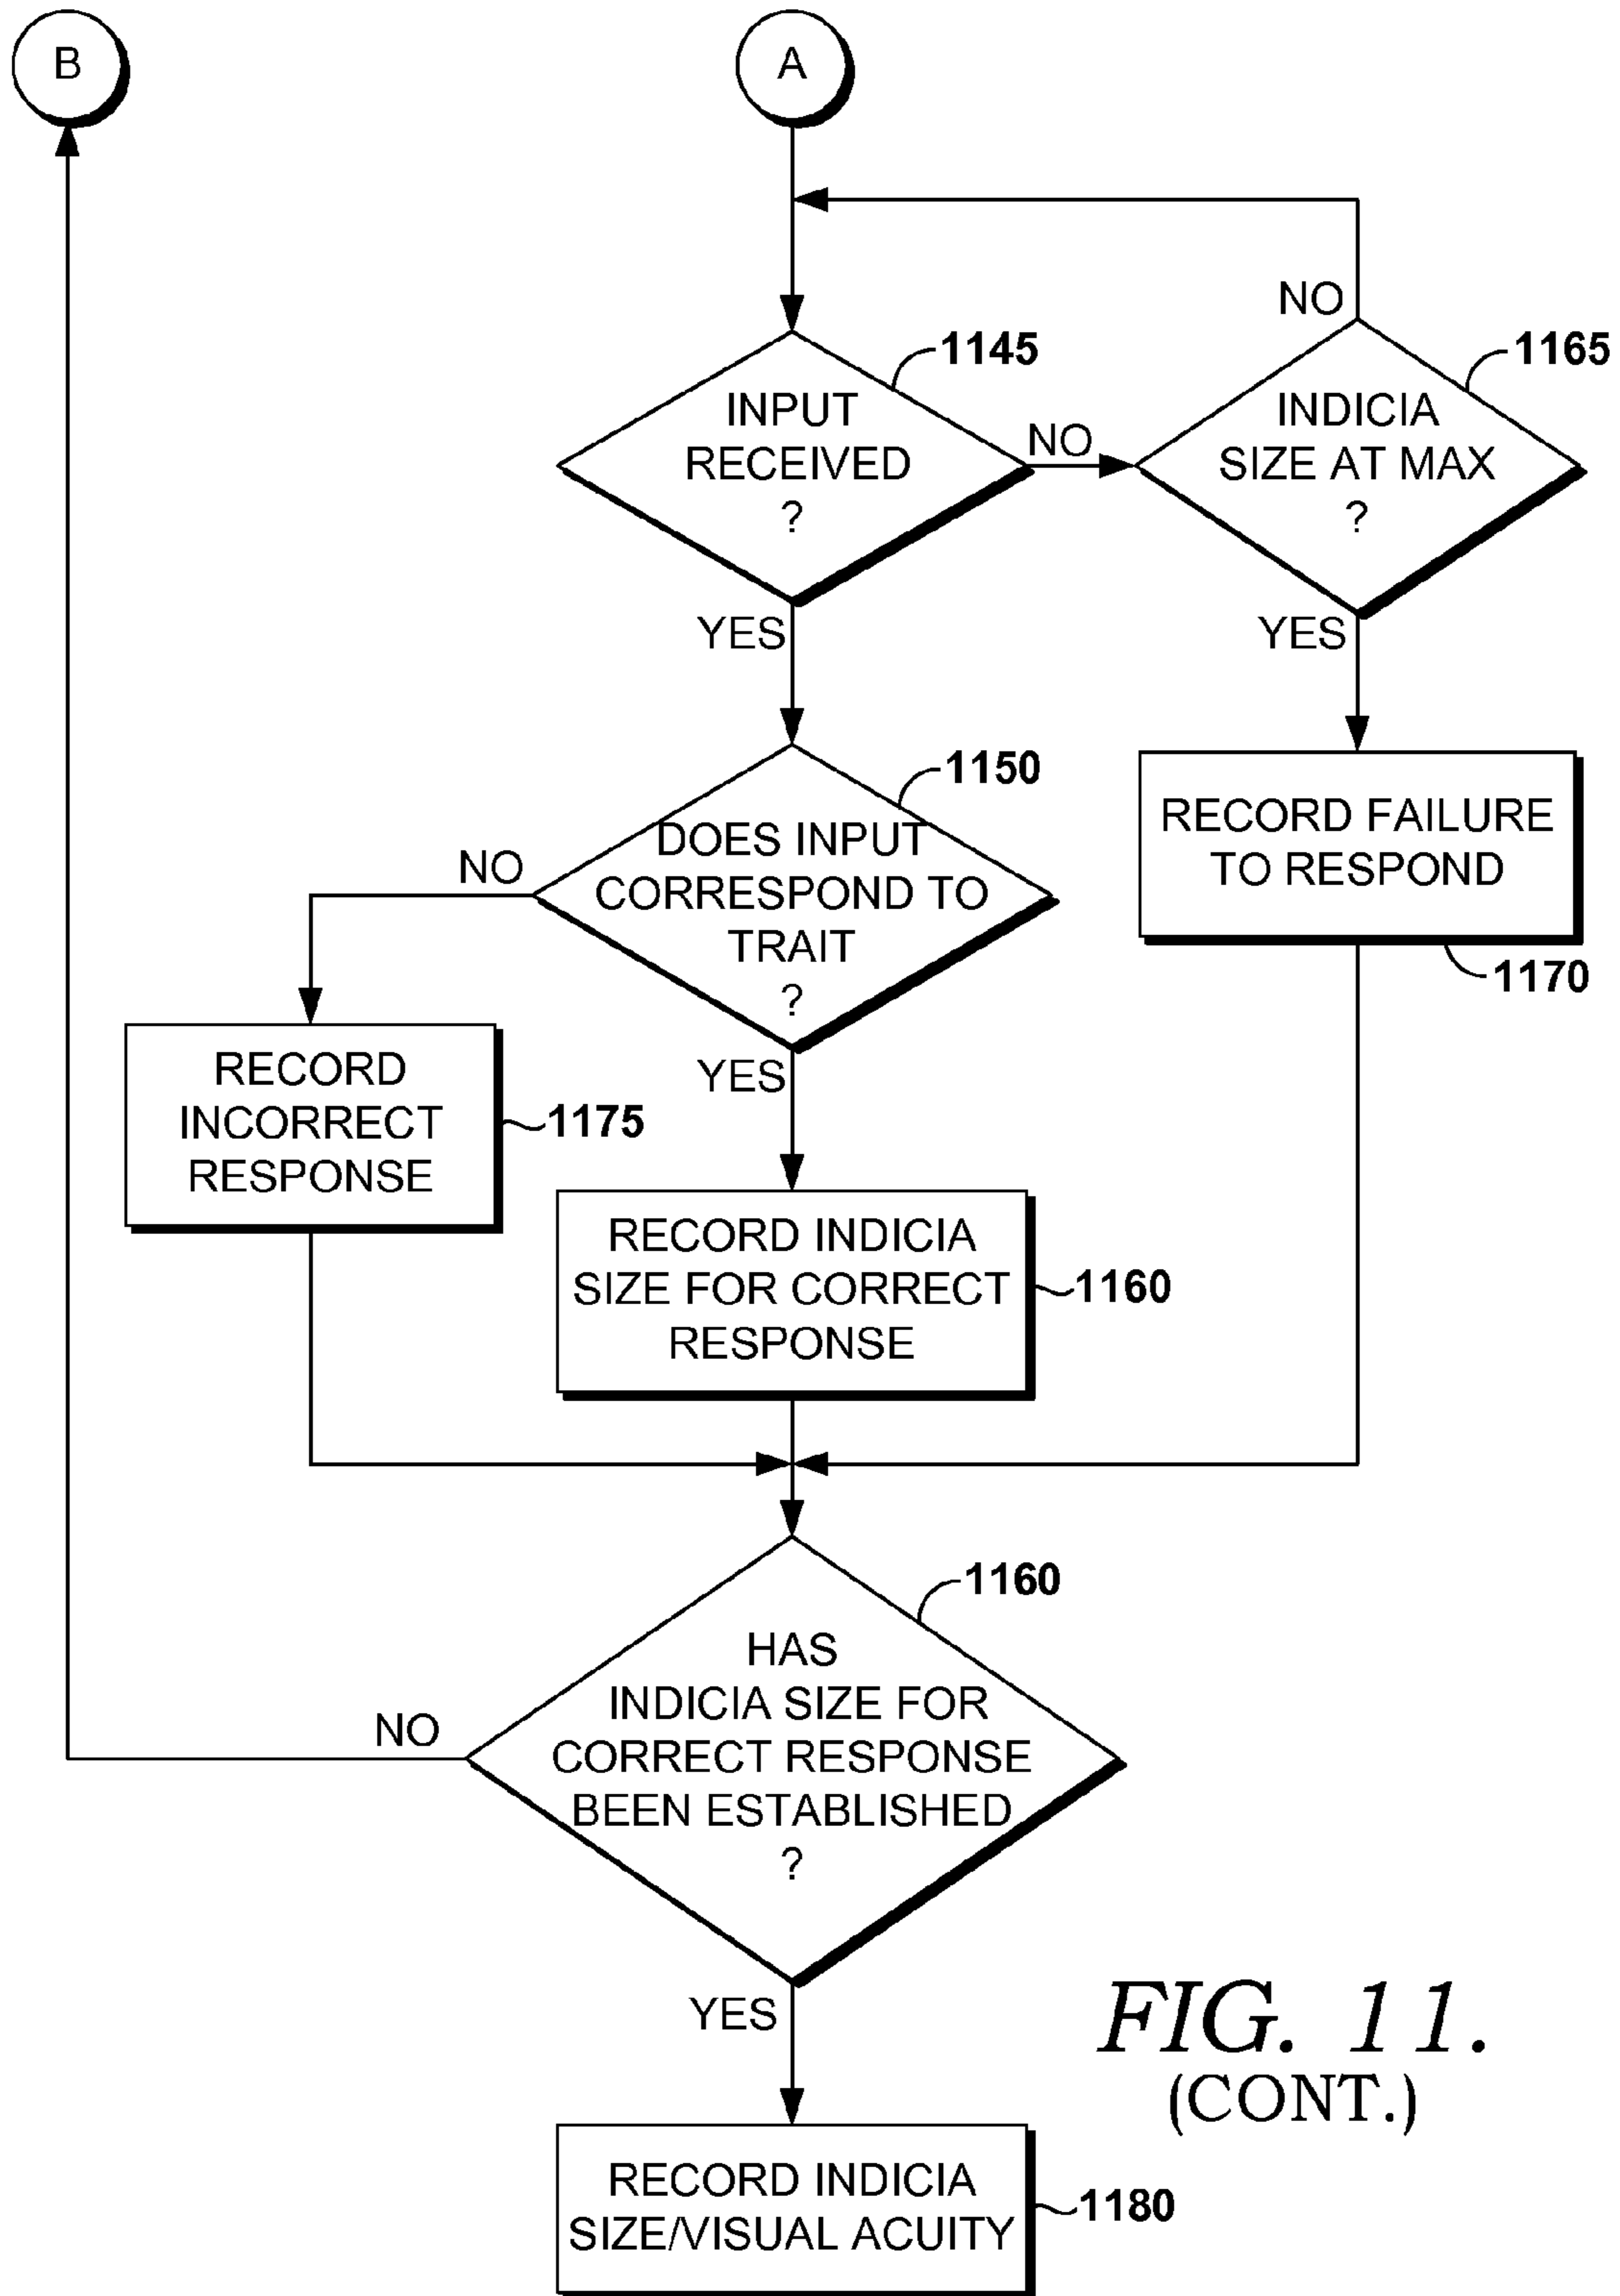 B
A
NO
1145
1165
INPUT
RECEIVED
?
NO
INDICIA
SIZE AT MAX
?
YES
YES
1150
DOES INPUT
CORRESPOND TO
TRAIT
?
NO
RECORD FAILURE
TO RESPOND
1170
RECORD
INCORRECT
RESPONSE
1175
YES
RECORD INDICIA
SIZE FOR CORRECT
RESPONSE
1160
1160
HAS
INDICIA SIZE FOR
CORRECT RESPONSE
BEEN ESTABLISHED
?
NO
YES
FIG. 11.
(CONT.)
RECORD INDICIA
SIZE/VISUAL ACUITY
1180